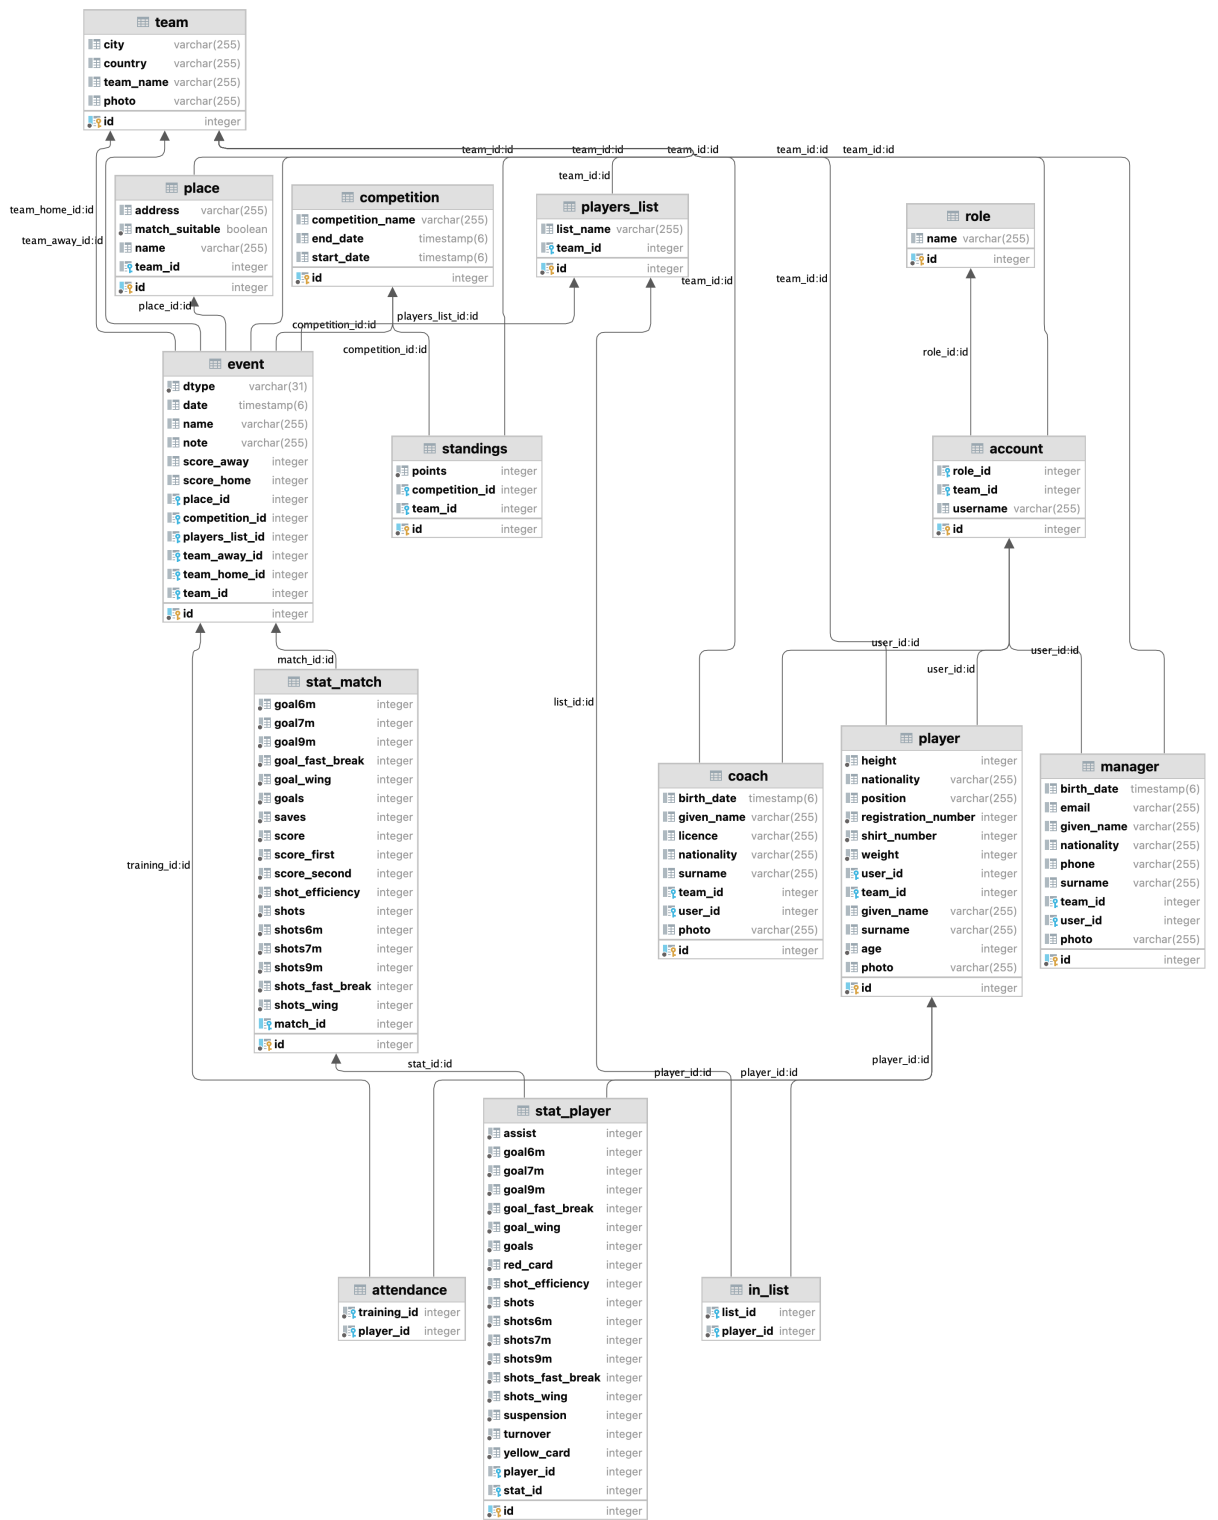 team
city varchar(255)
country varchar(255)
team_name varchar(255)
photo varchar(255)
id integer
team_id:id team_id:id team_id:id team_id:id team_id:id
team_id:id
team_home_id:id
team_away_id:id
place
address varchar(255)
match_suitable boolean
name varchar(255)
team_id integer
id integer
competition
competition_name varchar(255)
end_date timestamp(6)
start_date timestamp(6)
id integer
players_list
list_name varchar(255)
team_id integer
id integer
role
name varchar(255)
id integer
team_id:id
team_id:id
place_id:id
competition_id:id
players_list_id:id
competition_id:id
role_id:id
event
dtype varchar(31)
date timestamp(6)
name varchar(255)
note varchar(255)
score_away integer
score_home integer
place_id integer
competition_id integer
players_list_id integer
team_away_id integer
team_home_id integer
team_id integer
id integer
standings
points integer
competition_id integer
team_id integer
id integer
account
role_id integer
team_id integer
username varchar(255)
id integer
match_id:id
user_id:id
user_id:id
user_id:id
list_id:id
stat_match
goal6m integer
goal7m integer
goal9m integer
goal_fast_break integer
goal_wing integer
goals integer
saves integer
score integer
score_first integer
score_second integer
shot_efficiency integer
shots integer
shots6m integer
shots7m integer
shots9m integer
shots_fast_break integer
shots_wing integer
match_id integer
id integer
coach
birth_date timestamp(6)
given_name varchar(255)
licence varchar(255)
nationality varchar(255)
surname varchar(255)
team_id integer
user_id integer
photo varchar(255)
id integer
player
height integer
nationality varchar(255)
position varchar(255)
registration_number integer
shirt_number integer
weight integer
user_id integer
team_id integer
given_name varchar(255)
surname varchar(255)
age integer
photo varchar(255)
id integer
manager
birth_date timestamp(6)
email varchar(255)
given_name varchar(255)
nationality varchar(255)
phone varchar(255)
surname varchar(255)
team_id integer
user_id integer
photo varchar(255)
id integer
training_id:id
stat_id:id
player_id:id
player_id:id
player_id:id
stat_player
assist integer
goal6m integer
goal7m integer
goal9m integer
goal_fast_break integer
goal_wing integer
goals integer
red_card integer
shot_efficiency integer
shots integer
shots6m integer
shots7m integer
shots9m integer
shots_fast_break integer
shots_wing integer
suspension integer
turnover integer
yellow_card integer
player_id integer
stat_id integer
id integer
attendance
training_id integer
player_id integer
in_list
list_id integer
player_id integer